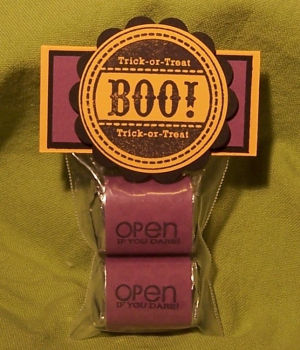 Trick-or-Treat
BOO!
Trick-or-Treat
OPEN
IF YOU DARE!
OPEN
IF YOU DARE!